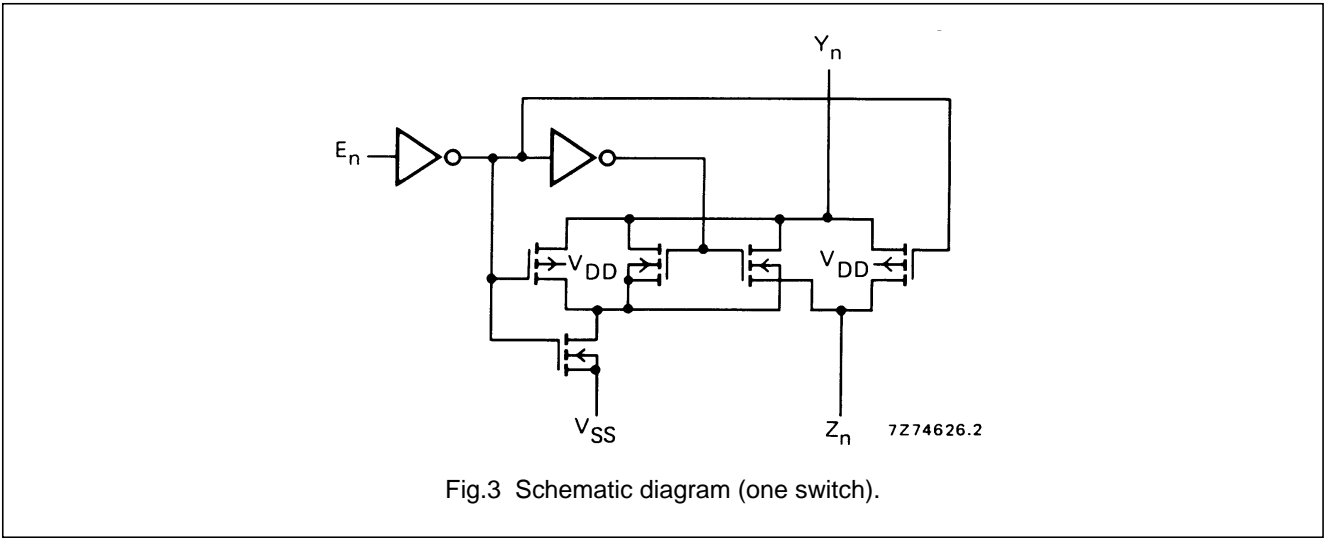 Yn
En
VDD
VDD
VSS
Zn
7Z74626.2
Fig.3 Schematic diagram (one switch).